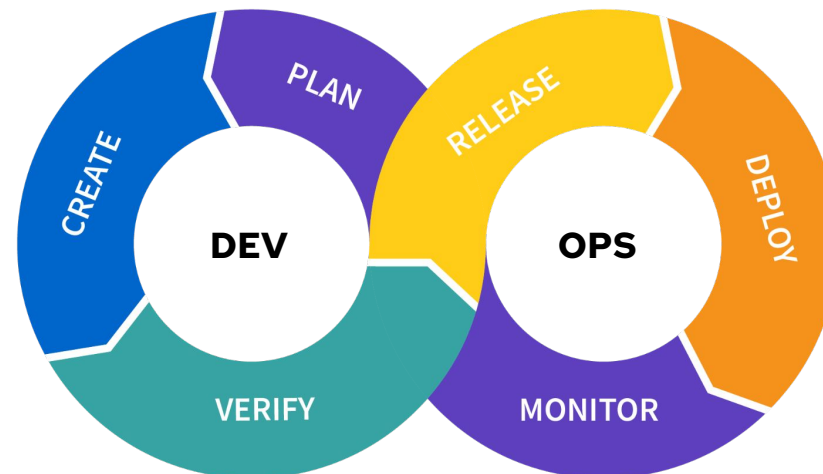 PLAN
CREATE
DEV
VERIFY
RELEASE
OPS
DEPLOY
MONITOR